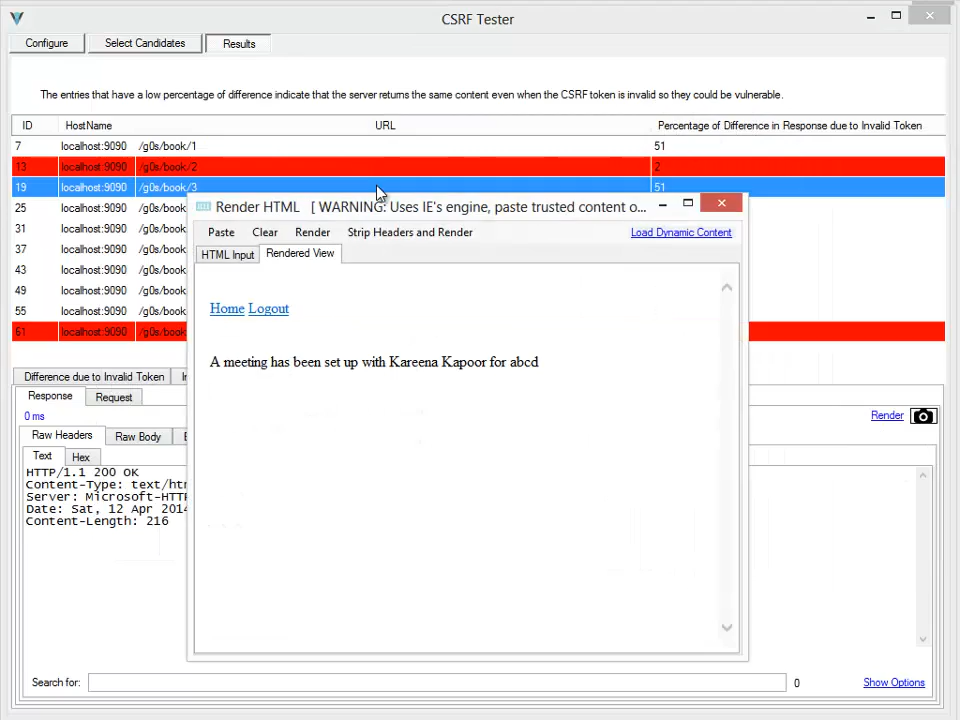 CSRF Tester
Configure Select Candidates Results
The entries that have a low percentage of difference indicate that the server returns the same content even when the CSRF token is invalid so they could be vulnerable.
ID HostName URL Percentage of Difference in Response due to Invalid Token
7 localhost:9090 /g0s/book/1 51
13 localhost:9090 /g0s/book/2 2
19 localhost:9090 /g0s/book/3 51
25 localhost:9090 /g0s/book/
31 localhost:9090 /g0s/book/
37 localhost:9090 /g0s/book/
43 localhost:9090 /g0s/book/
49 localhost:9090 /g0s/book/
55 localhost:9090 /g0s/book/
61 localhost:9090 /g0s/book/
Render HTML [ WARNING: Uses IE's engine, paste trusted content o...
Paste Clear Render Strip Headers and Render Load Dynamic Content
HTML Input Rendered View
Home Logout
A meeting has been set up with Kareena Kapoor for abcd
Difference due to Invalid Token
Response Request
0 ms Render
Raw Headers Raw Body
Text Hex
HTTP/1.1 200 OK
Content-Type: text/ht
Server: Microsoft-HTTP
Date: Sat, 12 Apr 2014
Content-Length: 216
Search for: 0 Show Options